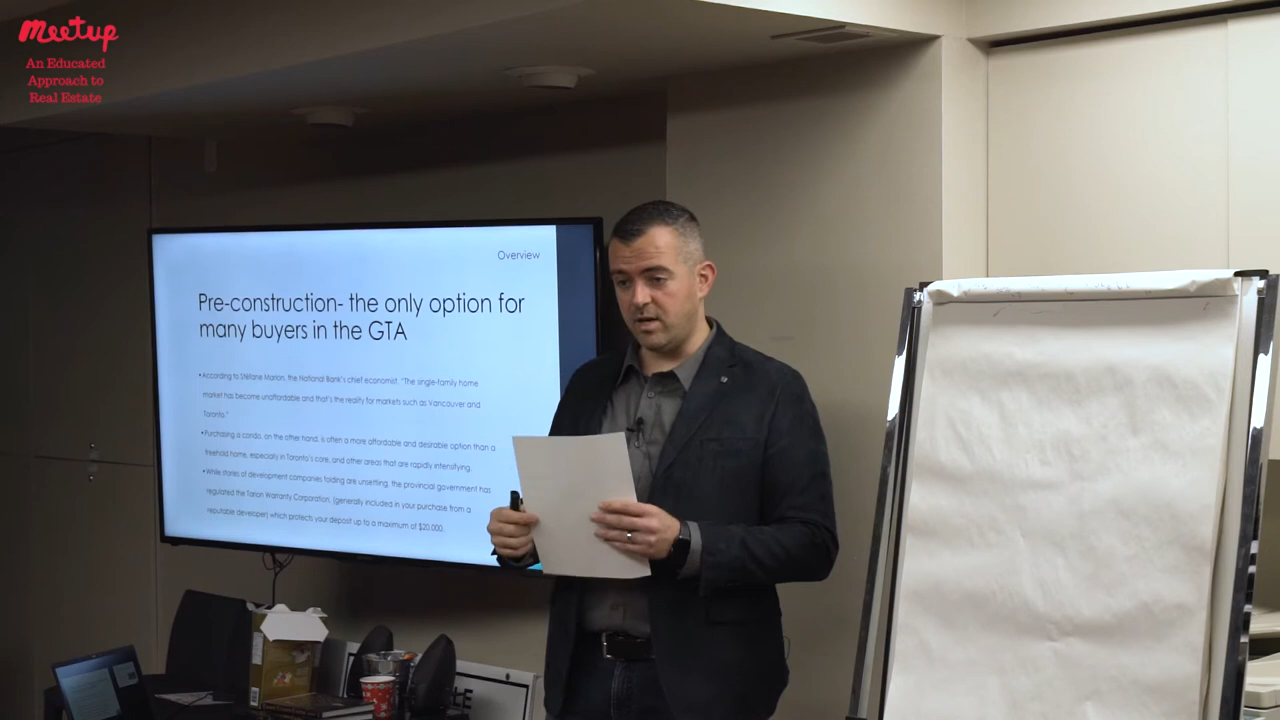 Meetup
An Educated
Approach to
Real Estate
Overview
Pre-construction- the only option for
many buyers in the GTA
•According to Stéfane Marion, the National Bank's chief economist, "The single-family home
market has become unaffordable and that's the reality for markets such as Vancouver and
Toronto."
•Purchasing a condo, on the other hand, is often a more affordable and desirable option than a
freehold home, especially in Toronto's core, and other areas that are rapidly intensifying.
•While stories of development companies folding are unsettling, the provincial government has
regulated the Tarion Warranty Corporation, (generally included in your purchase from a
reputable developer) which protects your deposit up to a maximum of $20,000.
THE